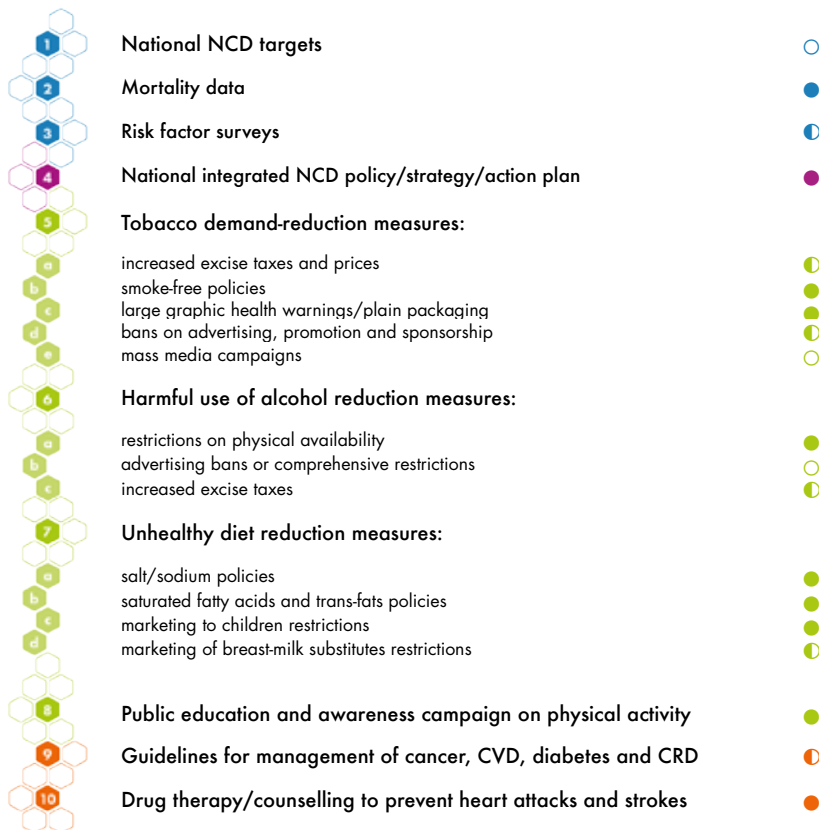 1 National NCD targets
2 Mortality data
3 Risk factor surveys
4 National integrated NCD policy/strategy/action plan
5 Tobacco demand-reduction measures:
a increased excise taxes and prices
b smoke-free policies
c large graphic health warnings/plain packaging
d bans on advertising, promotion and sponsorship
e mass media campaigns
6 Harmful use of alcohol reduction measures:
a restrictions on physical availability
b advertising bans or comprehensive restrictions
c increased excise taxes
7 Unhealthy diet reduction measures:
a salt/sodium policies
b saturated fatty acids and trans-fats policies
c marketing to children restrictions
d marketing of breast-milk substitutes restrictions
8 Public education and awareness campaign on physical activity
9 Guidelines for management of cancer, CVD, diabetes and CRD
10 Drug therapy/counselling to prevent heart attacks and strokes